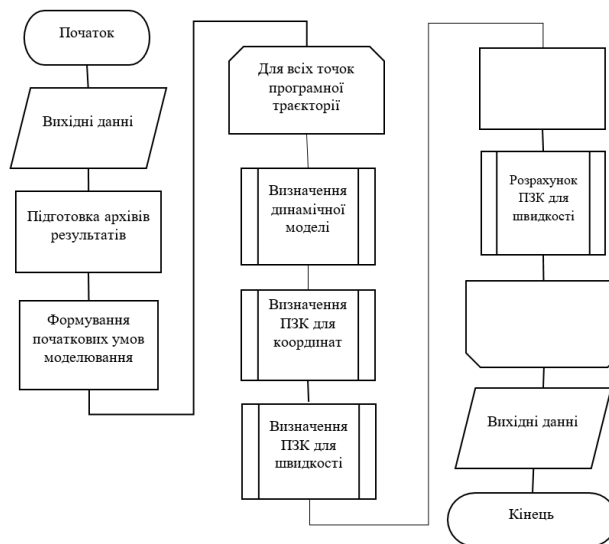 Початок
Вихідні данні
Підготовка архівів
результатів
Формування
початкових умов
моделювання
Для всіх точок
програмної
траєкторії
Визначення
динамічної
моделі
Визначення
ПЗК для
координат
Визначення
ПЗК для
швидкості
Розрахунок
ПЗК для
швидкості
Вихідні данні
Кінець